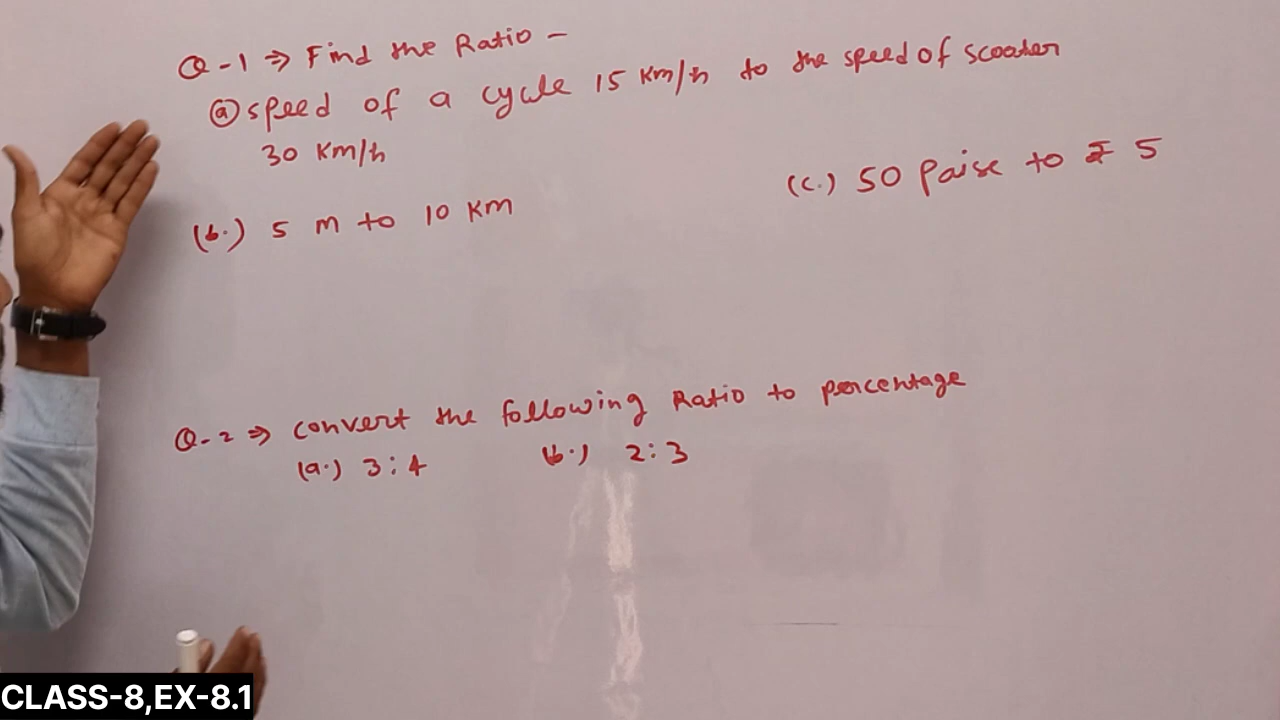 Q-1 ⇒ Find the Ratio -
ⓐ speed of a cycle 15 Km/h to the speed of scooter
30 Km/h
(b.) 5 m to 10 Km
(c.) 50 Paise to ₹ 5
Q-2 ⇒ convert the following Ratio to percentage
(a.) 3:4 (b.) 2:3
CLASS-8,EX-8.1